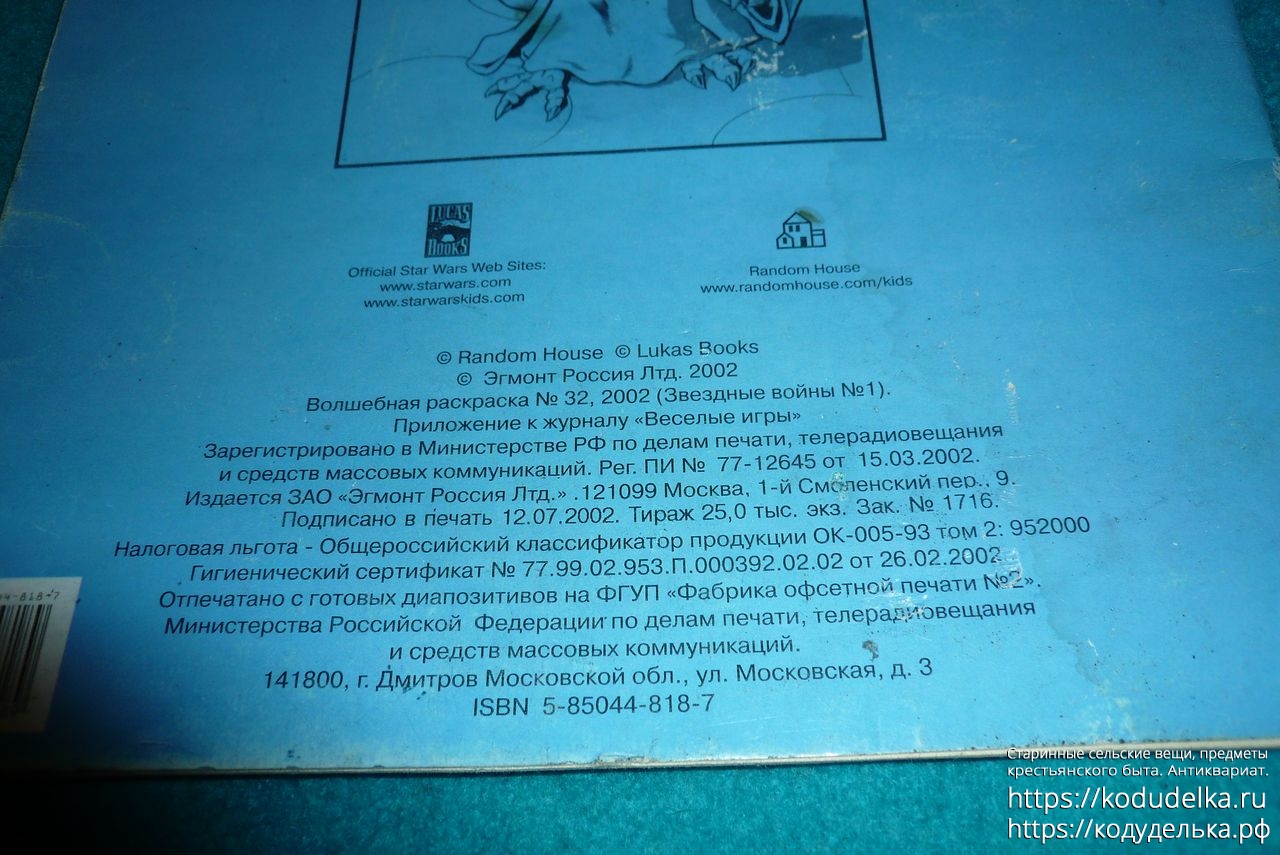 LUCAS
BOOKS
Official Star Wars Web Sites:
www.starwars.com
www.starwarskids.com
Random House
www.randomhouse.com/kids
© Random House © Lukas Books
© Эгмонт Россия Лтд. 2002
Волшебная раскраска № 32, 2002 (Звездные войны №1).
Приложение к журналу «Веселые игры»
Зарегистрировано в Министерстве РФ по делам печати, телерадиовещания
и средств массовых коммуникаций. Рег. ПИ № 77-12645 от 15.03.2002.
Издается ЗАО «Эгмонт Россия Лтд.» .121099 Москва, 1-й Смоленский пер., 9.
Подписано в печать 12.07.2002. Тираж 25,0 тыс. экз. Зак. № 1716.
Налоговая льгота - Общероссийский классификатор продукции ОК-005-93 том 2: 952000
Гигиенический сертификат № 77.99.02.953.П.000392.02.02 от 26.02.2002
Отпечатано с готовых диапозитивов на ФГУП «Фабрика офсетной печати №2».
Министерства Российской Федерации по делам печати, телерадиовещания
и средств массовых коммуникаций.
141800, г. Дмитров Московской обл., ул. Московская, д. 3
ISBN 5-85044-818-7
Старинные сельские вещи, предметы
крестьянского быта. Антиквариат.
https://kodudelka.ru
https://кодуделька.рф